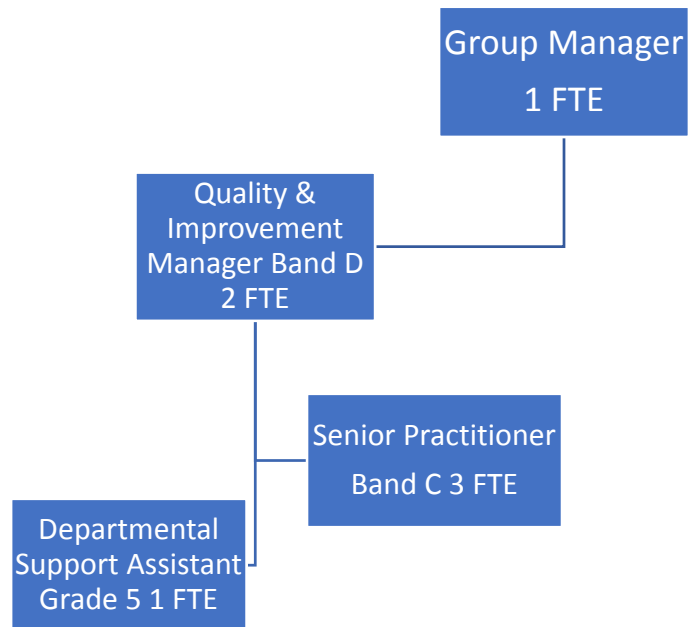 Group Manager
1 FTE
Quality &
Improvement
Manager Band D
2 FTE
Senior Practitioner
Band C 3 FTE
Departmental
Support Assistant
Grade 5 1 FTE